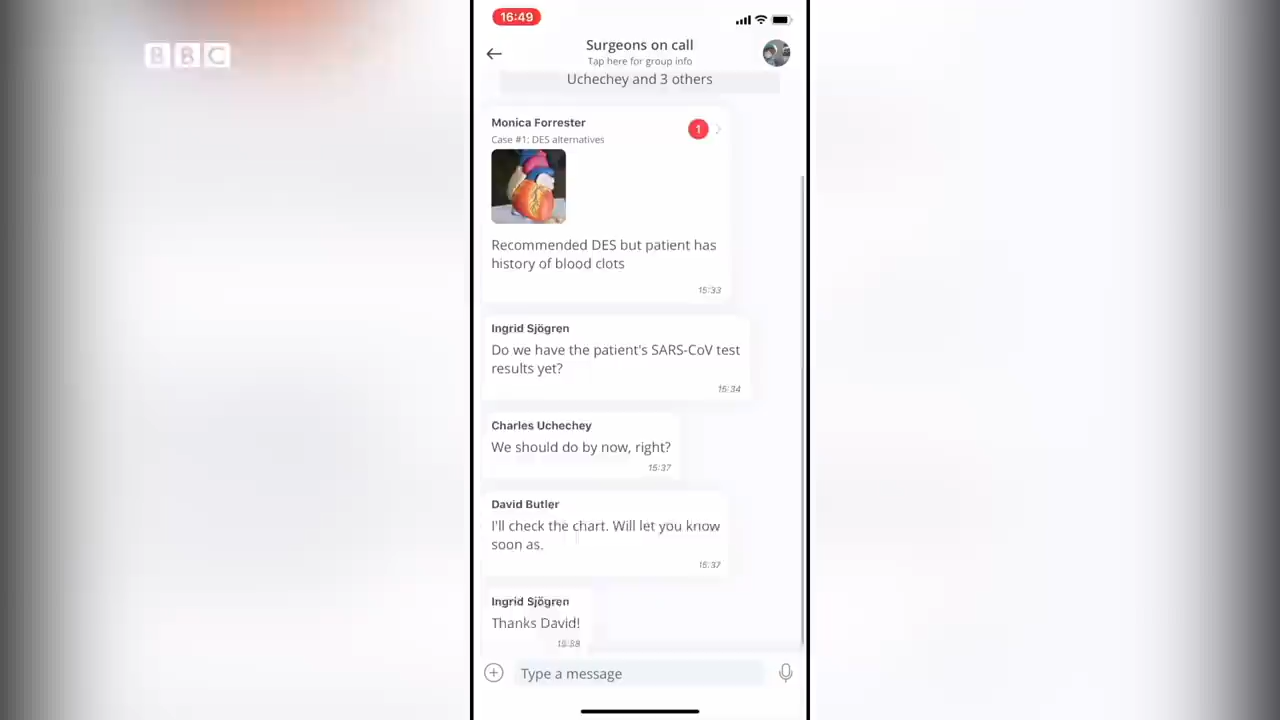 BBC
16:49
Surgeons on call
Tap here for group info
Uchechey and 3 others
Monica Forrester
1
Case #1: DES alternatives
Recommended DES but patient has
history of blood clots
15:33
Ingrid Sjögren
Do we have the patient's SARS-CoV test
results yet?
15:34
Charles Uchechey
We should do by now, right?
15:37
David Butler
I'll check the chart. Will let you know
soon as.
15:37
Ingrid Sjögren
Thanks David!
15:38
Type a message